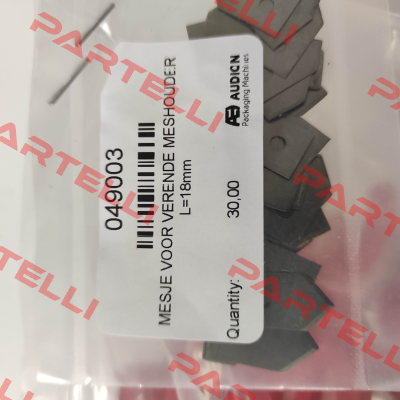 049003
MESJE VOOR VERENDE MESHOUDER
L=18mm
Quantity: 30,00
AUDION
Packaging Machines
PARTELLI
PARTELLI
PARTELLI
PARTELLI